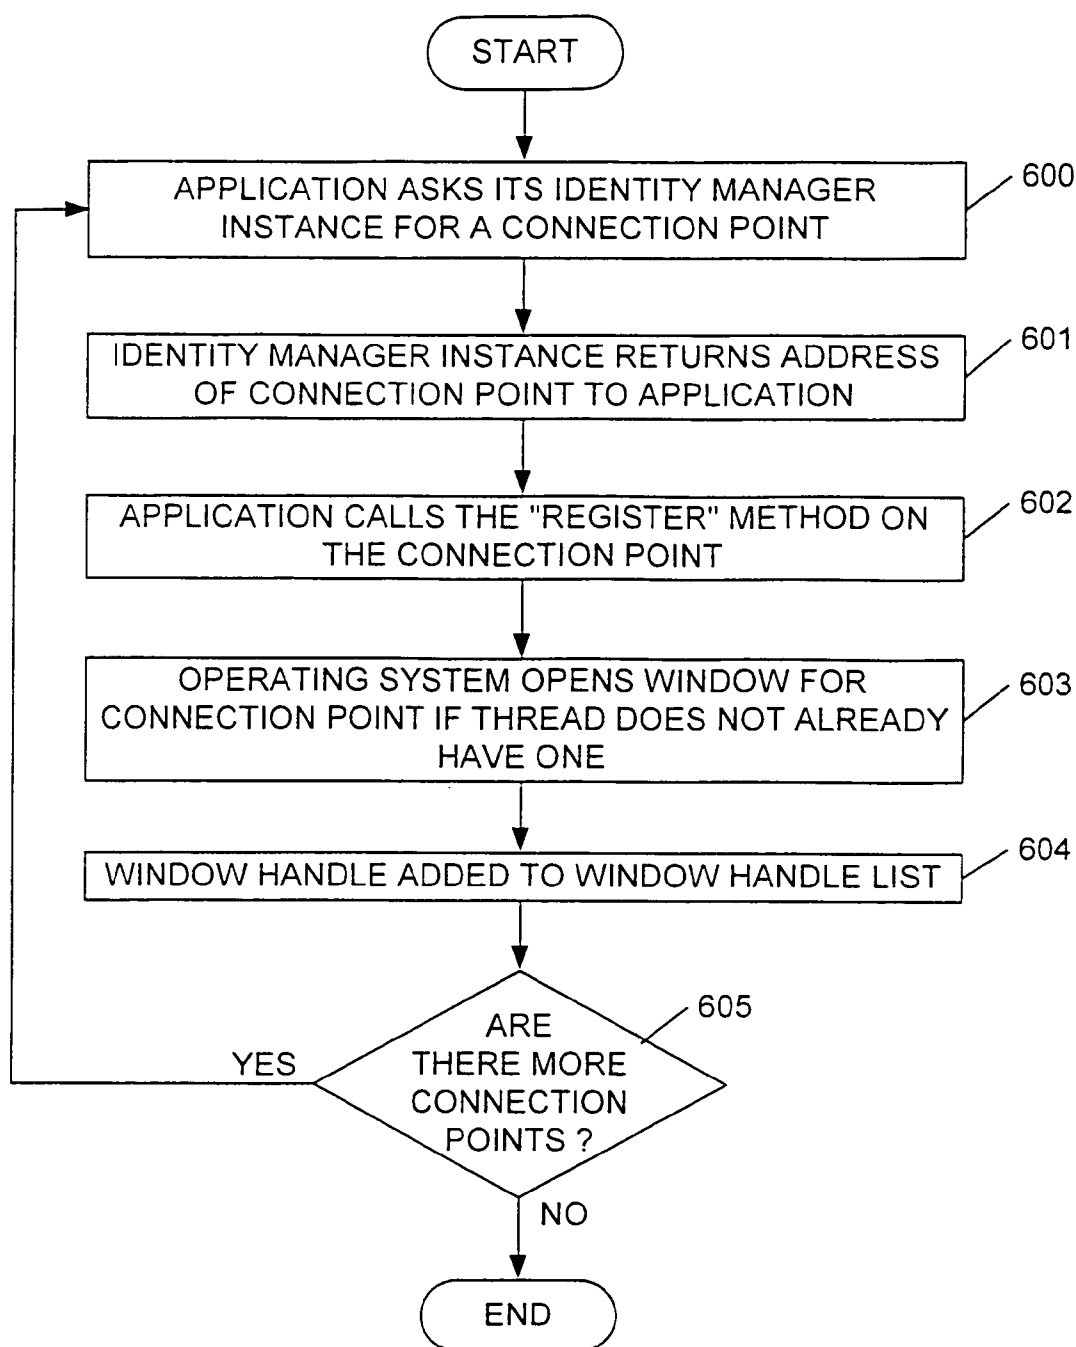 START
APPLICATION ASKS ITS IDENTITY MANAGER
INSTANCE FOR A CONNECTION POINT
600
IDENTITY MANAGER INSTANCE RETURNS ADDRESS
OF CONNECTION POINT TO APPLICATION
601
APPLICATION CALLS THE "REGISTER" METHOD ON
THE CONNECTION POINT
602
OPERATING SYSTEM OPENS WINDOW FOR
CONNECTION POINT IF THREAD DOES NOT ALREADY
HAVE ONE
603
WINDOW HANDLE ADDED TO WINDOW HANDLE LIST
604
ARE
THERE MORE
CONNECTION
POINTS ?
605
YES
NO
END